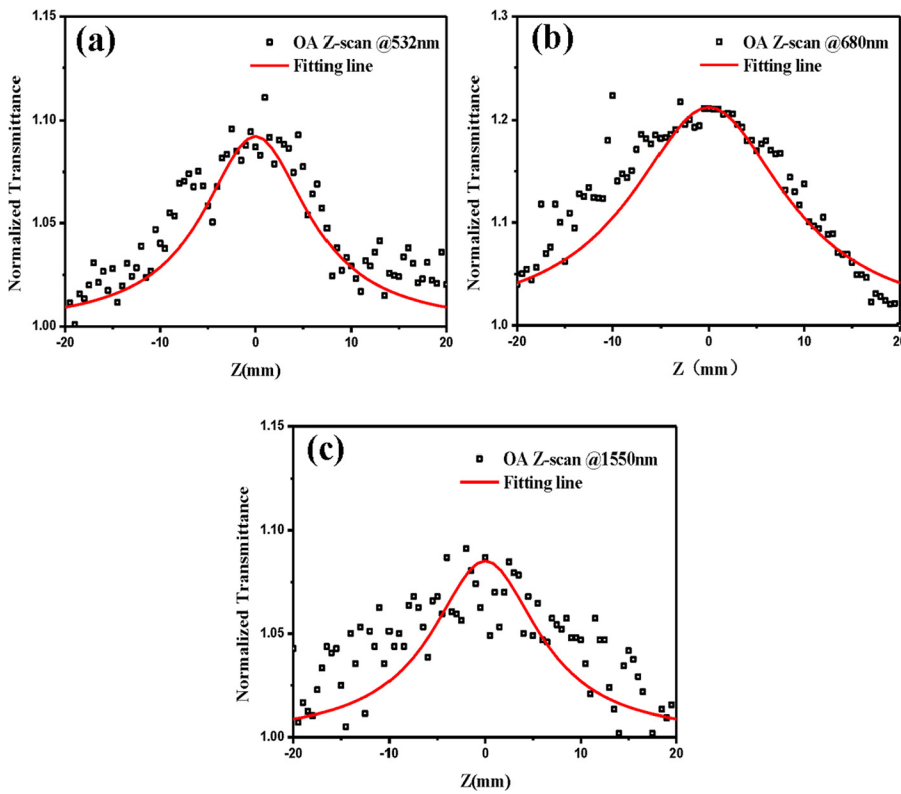 (a)
OA Z-scan @532nm
Fitting line
1.15
1.10
1.05
1.00
Normalized Transmittance
-20 -10 0 10 20
Z(mm)
(b)
OA Z-scan @680nm
Fitting line
1.3
1.2
1.1
1.0
Normalized Transmittance
-20 -10 0 10 20
Z（mm）
(c)
OA Z-scan @1550nm
Fitting line
1.15
1.10
1.05
1.00
Normalized Transmittance
-20 -10 0 10 20
Z(mm)